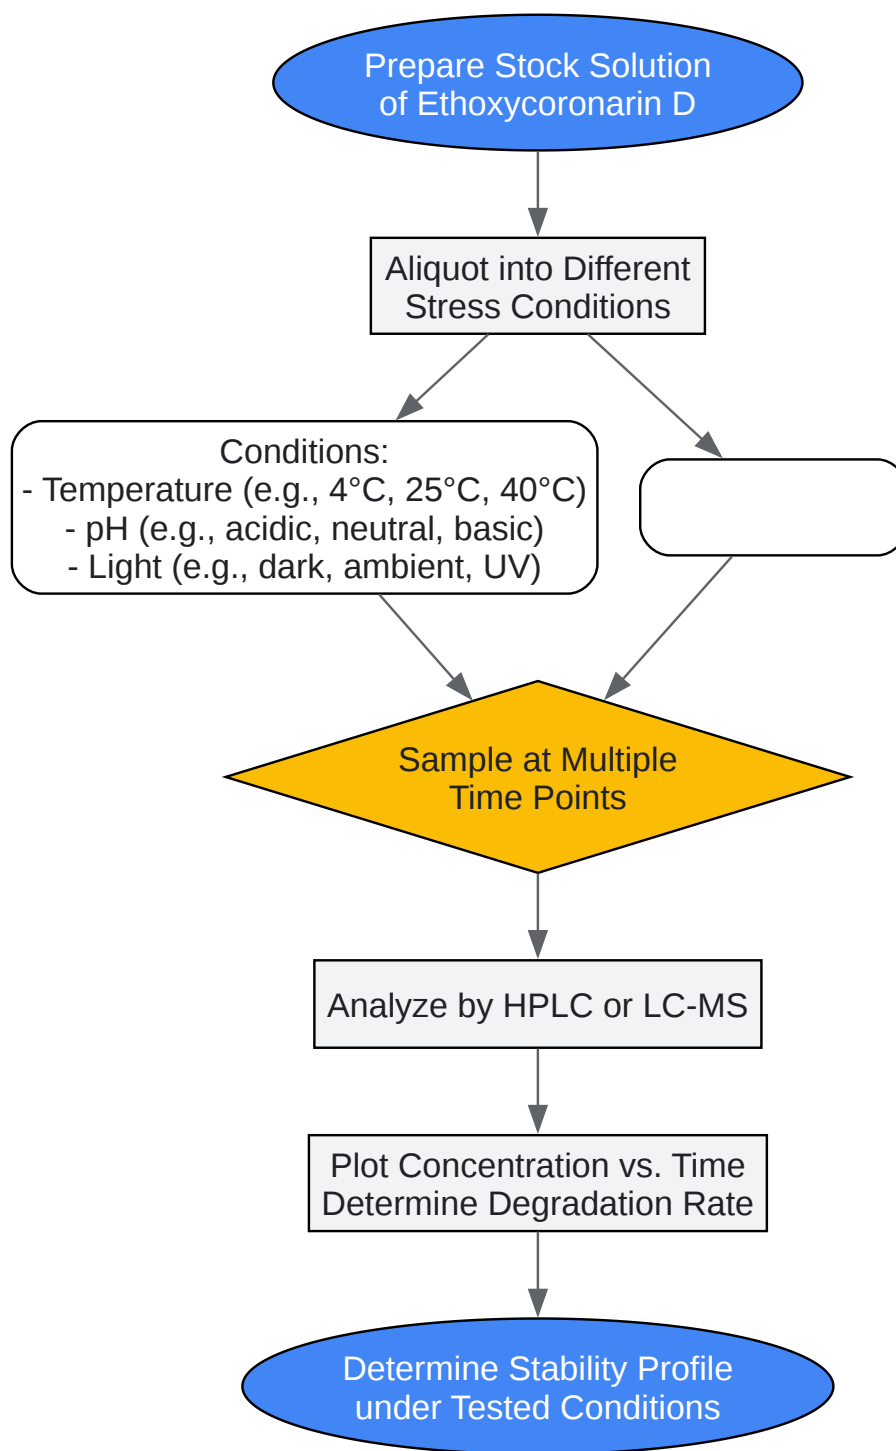 Prepare Stock Solution
of Ethoxycoronarin D
Aliquot into Different
Stress Conditions
Conditions:
- Temperature (e.g., 4°C, 25°C, 40°C)
- pH (e.g., acidic, neutral, basic)
- Light (e.g., dark, ambient, UV)
Sample at Multiple
Time Points
Analyze by HPLC or LC-MS
Plot Concentration vs. Time
Determine Degradation Rate
Determine Stability Profile
under Tested Conditions